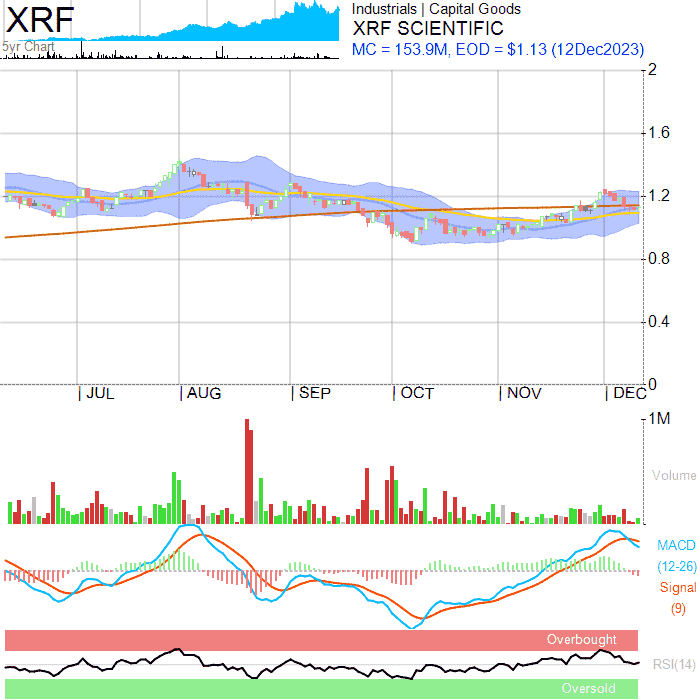 XRF
5yr Chart
Industrials | Capital Goods
XRF SCIENTIFIC
MC = 153.9M, EOD = $1.13 (12Dec2023)
2
1.6
1.2
0.8
0.4
0
| JUL | AUG | SEP | OCT | NOV | DEC
1M
Volume
MACD
(12-26)
Signal
(9)
Overbought
RSI(14)
Oversold